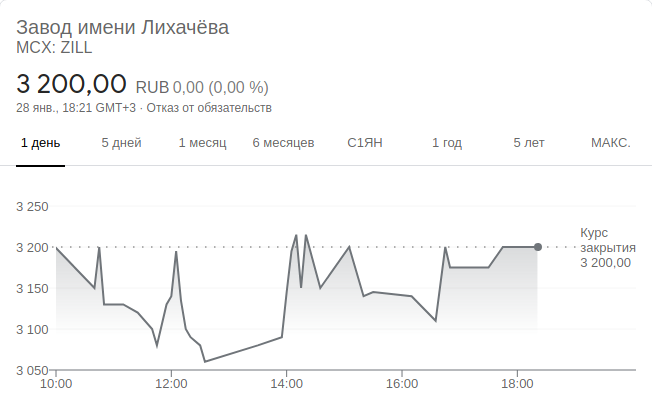 Завод имени Лихачёва
MCX: ZILL
3 200,00 RUB 0,00 (0,00 %)
28 янв., 18:21 GMT+3 · Отказ от обязательств
1 день 5 дней 1 месяц 6 месяцев С1ЯН 1 год 5 лет МАКС.
3 250
3 200
3 150
3 100
3 050
Курс
закрытия
3 200,00
10:00 12:00 14:00 16:00 18:00